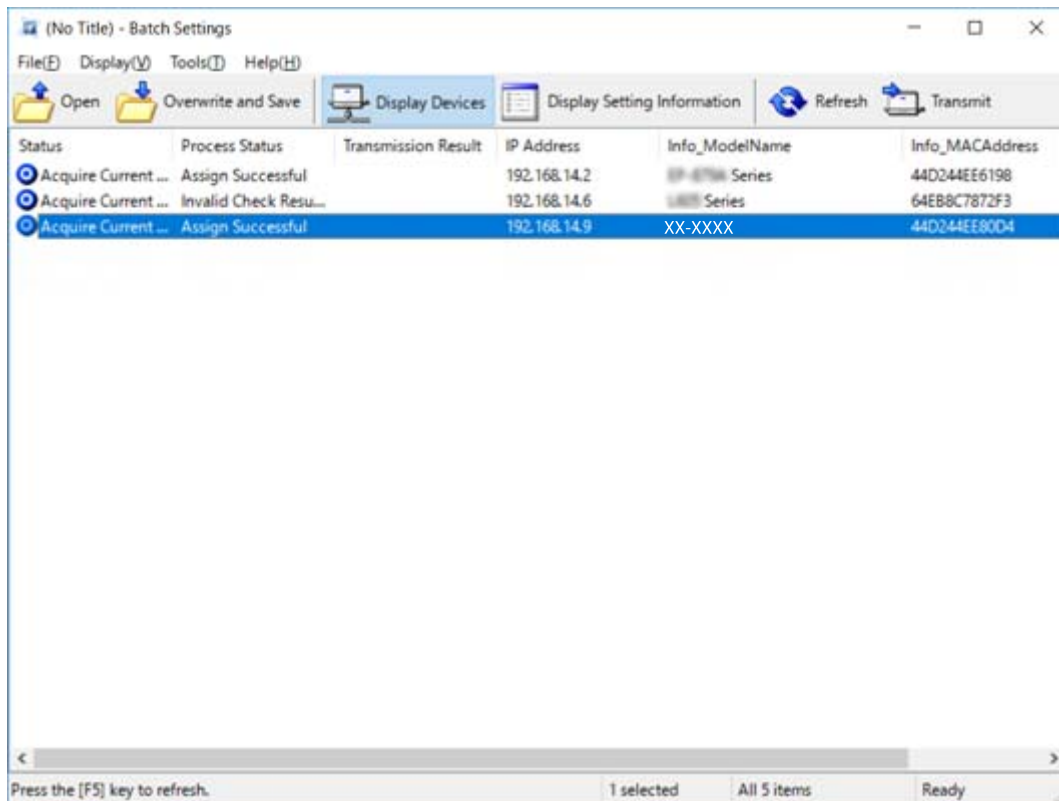 (No Title) - Batch Settings
File(F) Display(V) Tools(T) Help(H)
Open Overwrite and Save Display Devices Display Setting Information Refresh Transmit
Status Process Status Transmission Result IP Address Info_ModelName Info_MACAddress
Acquire Current ... Assign Successful 192.168.14.2 Series 44D244EE6198
Acquire Current ... Invalid Check Resu... 192.168.14.6 Series 64EB8C7872F3
Acquire Current ... Assign Successful 192.168.14.9 XX-XXXX 44D244EE80D4
Press the [F5] key to refresh. 1 selected All 5 items Ready